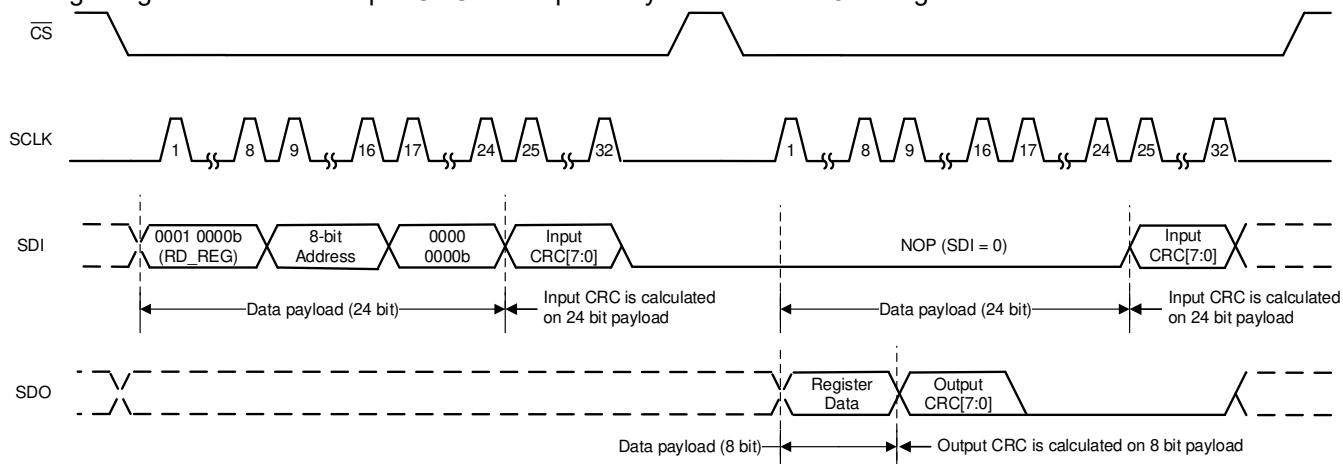 CS
SCLK
1 8 9 16 17 24 25 32 1 8 9 16 17 24 25 32
SDI
0001 0000b
(RD_REG)
8-bit
Address
0000
0000b
Input
CRC[7:0]
NOP (SDI = 0)
Input
CRC[7:0]
Data payload (24 bit)
Input CRC is calculated
on 24 bit payload
Data payload (24 bit)
Input CRC is calculated
on 24 bit payload
SDO
Register
Data
Output
CRC[7:0]
Data payload (8 bit)
Output CRC is calculated on 8 bit payload